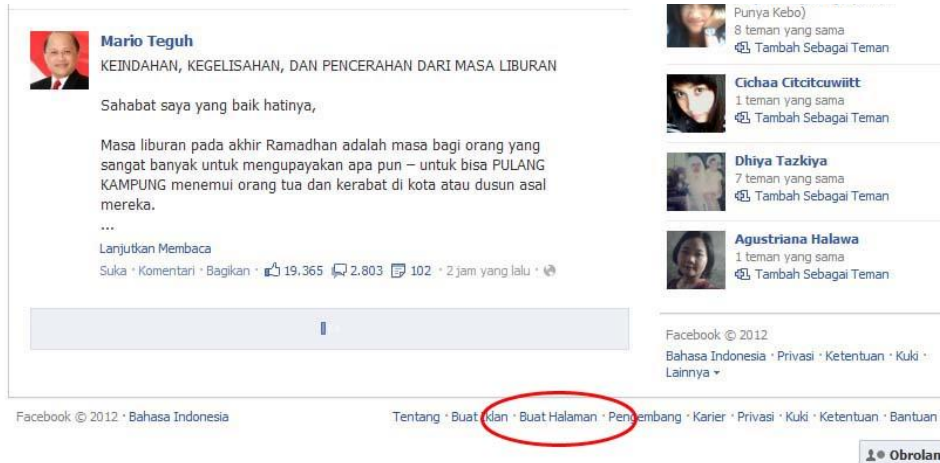 Mario Teguh
KEINDAHAN, KEGELISAHAN, DAN PENCERAHAN DARI MASA LIBURAN
Sahabat saya yang baik hatinya,
Masa liburan pada akhir Ramadhan adalah masa bagi orang yang
sangat banyak untuk mengupayakan apa pun – untuk bisa PULANG
KAMPUNG menemui orang tua dan kerabat di kota atau dusun asal
mereka.
...
Lanjutkan Membaca
Suka · Komentari · Bagikan · 19.365 2.803 102 · 2 jam yang lalu ·
Punya Kebo)
8 teman yang sama
Tambah Sebagai Teman
Cichaa Citcitcuwiitt
1 teman yang sama
Tambah Sebagai Teman
Dhiya Tazkiya
7 teman yang sama
Tambah Sebagai Teman
Agustriana Halawa
1 teman yang sama
Tambah Sebagai Teman
Facebook © 2012
Bahasa Indonesia · Privasi · Ketentuan · Kuki ·
Lainnya
Facebook © 2012 · Bahasa Indonesia
Tentang · Buat Iklan · Buat Halaman · Pengembang · Karier · Privasi · Kuki · Ketentuan · Bantuan
Obrolan